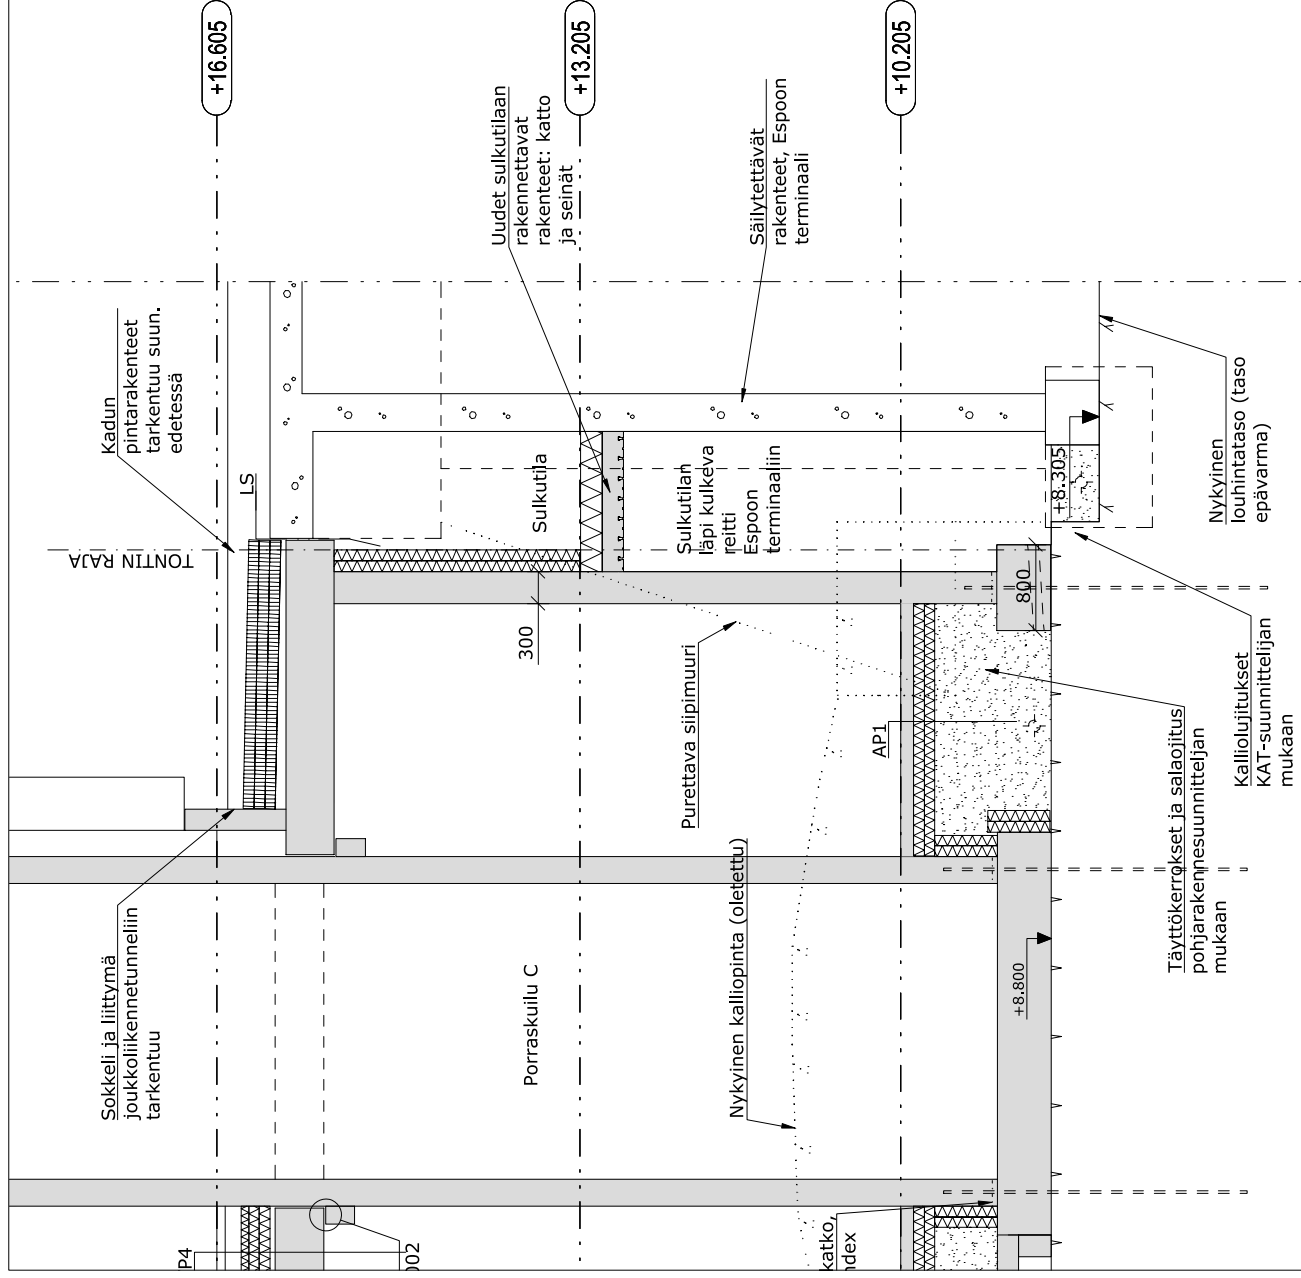 +16.605
+13.205
+10.205
Kadun
pintarakenteet
tarkentuu suun.
edetessä
Uudet sulkutilaan
rakennettavat
rakenteet: katto
ja seinät
Säilytettävät
rakenteet, Espoon
terminaali
LS
TONTIN RAJA
Sulkutila
Sulkutilan
läpi kulkeva
reitti
Espoon
terminaaliin
+8.305
Nykyinen
louhintataso (taso
epävarma)
300
800
Purettava siipimuuri
AP1
Kalliolujitukset
KAT-suunnittelijan
mukaan
Täyttökerrokset ja salaojitus
pohjarakennesuunnitteljan
mukaan
Sokkeli ja liittymä
joukkoliikennetunneliin
tarkentuu
Porraskuilu C
Nykyinen kalliopinta (oletettu)
+8.800
P4
002
katko,
ndex